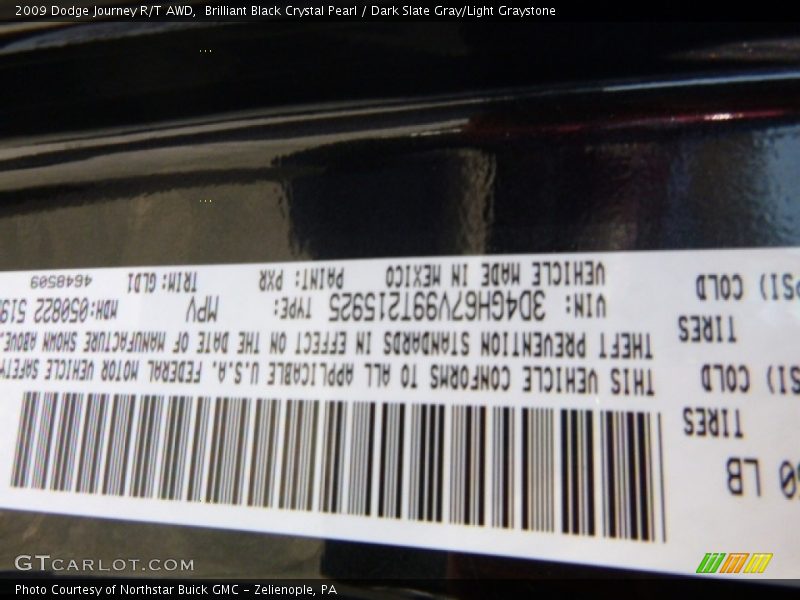 2009 Dodge Journey R/T AWD,  Brilliant Black Crystal Pearl / Dark Slate Gray/Light Graystone
LB
TIRES
COLD
TIRES
PSI) COLD
THIS VEHICLE CONFORMS TO ALL APPLICABLE U.S.A. FEDERAL MOTOR VEHICLE SAFETY
THEFT PREVENTION STANDARDS IN EFFECT ON THE DATE OF MANUFACTURE SHOWN ABOVE.
VIN: 3D4GH67V99T215925 TYPE: MPV MDH:050822 519
VEHICLE MADE IN MEXICO PAINT: PXR TRIM: GLD1 4648509
GTCARLOT.COM
Photo Courtesy of Northstar Buick GMC - Zelienople, PA